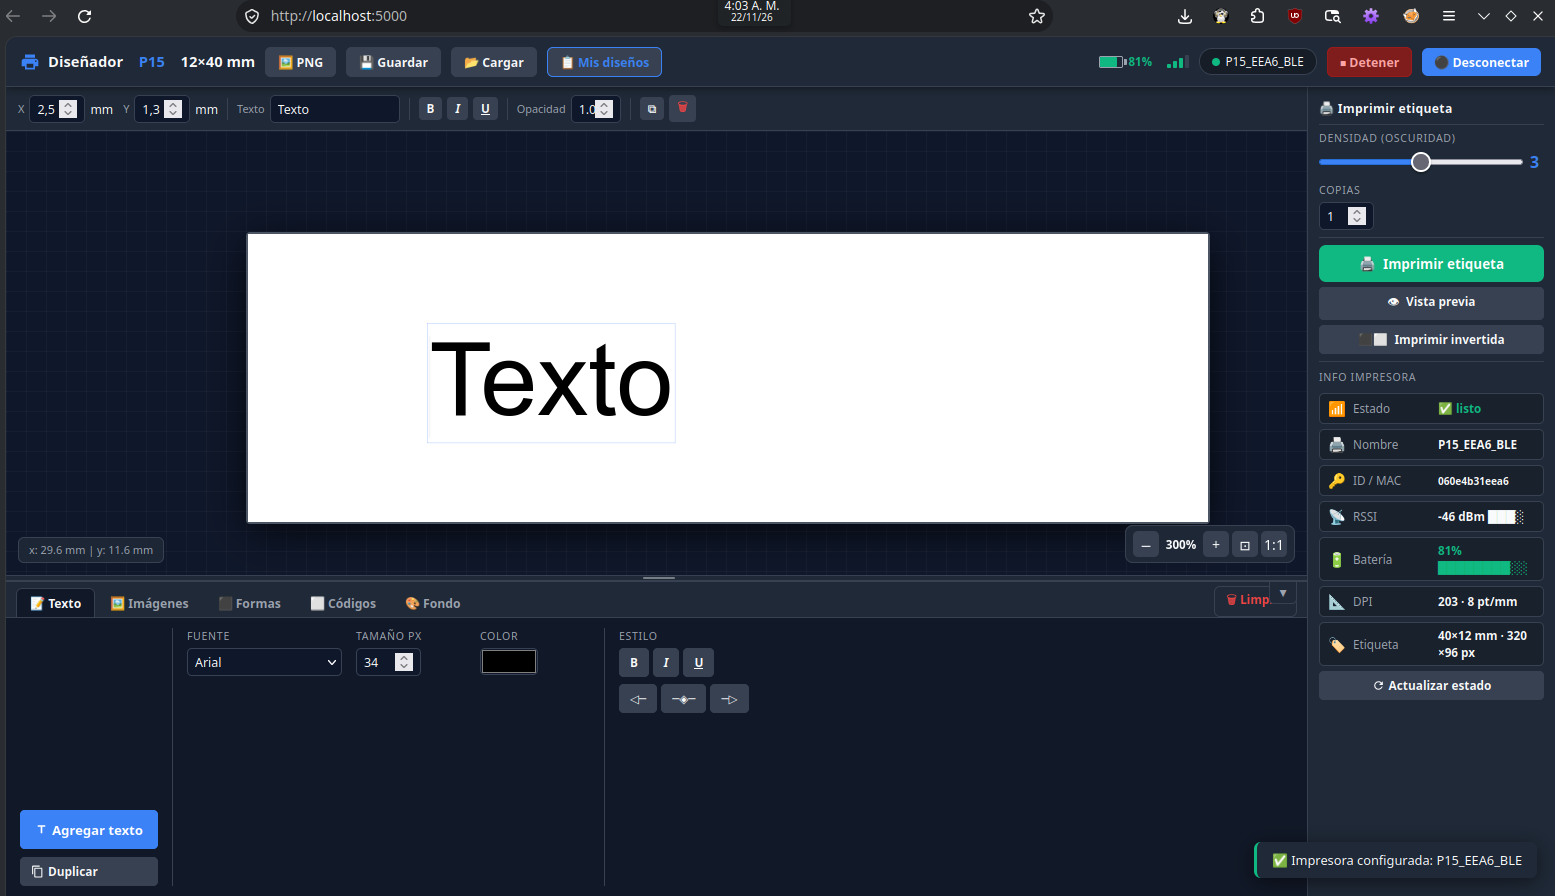 http://localhost:5000
4:03 A. M.
22/11/26
Diseñador P15 12×40 mm PNG Guardar Cargar Mis diseños 81% P15_EEA6_BLE Detener Desconectar
X 2,5 mm Y 1,3 mm Texto Texto B I U Opacidad 1.0
Texto
x: 29.6 mm | y: 11.6 mm
– 300% + 1:1
Texto Imágenes Formas Códigos Fondo Limp
FUENTE TAMAÑO PX COLOR ESTILO
Arial 34 B I U
T Agregar texto
Duplicar
Imprimir etiqueta
DENSIDAD (OSCURIDAD)
3
COPIAS
1
Imprimir etiqueta
Vista previa
Imprimir invertida
INFO IMPRESORA
Estado listo
Nombre P15_EEA6_BLE
ID / MAC 060e4b31eea6
RSSI -46 dBm
Batería 81%
DPI 203 · 8 pt/mm
Etiqueta 40×12 mm · 320
×96 px
Actualizar estado
Impresora configurada: P15_EEA6_BLE